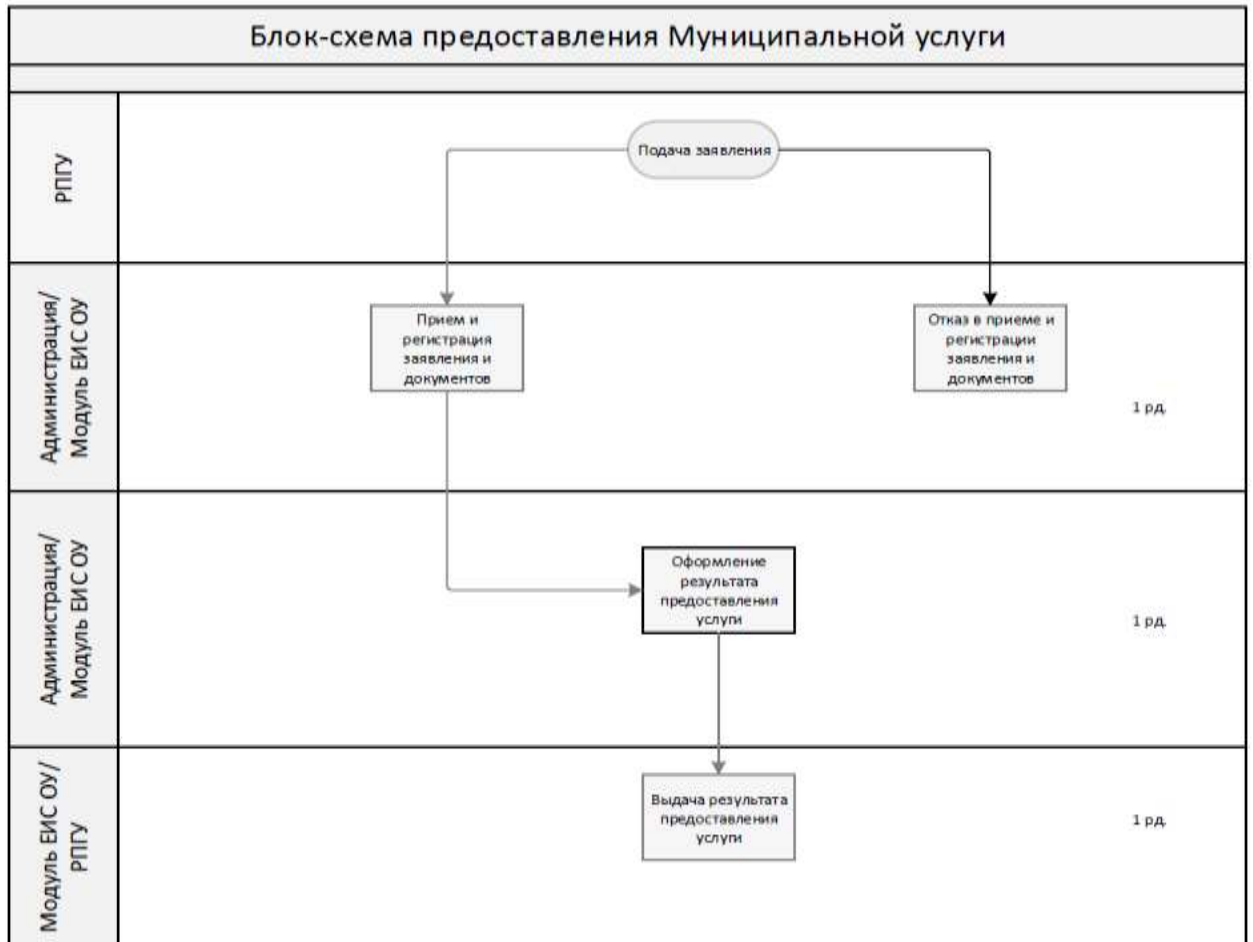 Блок-схема предоставления Муниципальной услуги
РПГУ
Подача заявления
Администрация/
Модуль ЕИС ОУ
Прием и
регистрация
заявления и
документов
Отказ в приеме и
регистрации
заявления и
документов
1 рд.
Администрация/
Модуль ЕИС ОУ
Оформление
результата
предоставления
услуги
1 рд.
Модуль ЕИС ОУ/
РПГУ
Выдача результата
предоставления
услуги
1 рд.